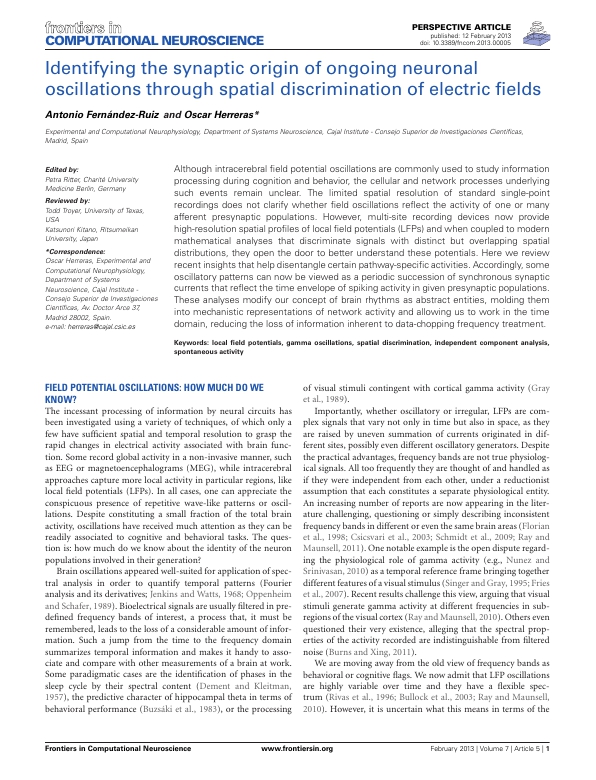 frontiers in
COMPUTATIONAL NEUROSCIENCE
PERSPECTIVE ARTICLE
published: 12 February 2013
doi: 10.3389/fncom.2013.00005
Identifying the synaptic origin of ongoing neuronal
oscillations through spatial discrimination of electric fields
Antonio Fernández-Ruiz and Oscar Herreras*
Experimental and Computational Neurophysiology, Department of Systems Neuroscience, Cajal Institute - Consejo Superior de Investigaciones Científicas,
Madrid, Spain
Edited by:
Petra Ritter, Charité University
Medicine Berlin, Germany
Reviewed by:
Todd Troyer, University of Texas,
USA
Katsunori Kitano, Ritsumeikan
University, Japan
*Correspondence:
Oscar Herreras, Experimental and
Computational Neurophysiology,
Department of Systems
Neuroscience, Cajal Institute -
Consejo Superior de Investigaciones
Científicas, Av. Doctor Arce 37,
Madrid 28002, Spain.
e-mail: herreras@cajal.csic.es
Although intracerebral field potential oscillations are commonly used to study information
processing during cognition and behavior, the cellular and network processes underlying
such events remain unclear. The limited spatial resolution of standard single-point
recordings does not clarify whether field oscillations reflect the activity of one or many
afferent presynaptic populations. However, multi-site recording devices now provide
high-resolution spatial profiles of local field potentials (LFPs) and when coupled to modern
mathematical analyses that discriminate signals with distinct but overlapping spatial
distributions, they open the door to better understand these potentials. Here we review
recent insights that help disentangle certain pathway-specific activities. Accordingly, some
oscillatory patterns can now be viewed as a periodic succession of synchronous synaptic
currents that reflect the time envelope of spiking activity in given presynaptic populations.
These analyses modify our concept of brain rhythms as abstract entities, molding them
into mechanistic representations of network activity and allowing us to work in the time
domain, reducing the loss of information inherent to data-chopping frequency treatment.
Keywords: local field potentials, gamma oscillations, spatial discrimination, independent component analysis,
spontaneous activity
FIELD POTENTIAL OSCILLATIONS: HOW MUCH DO WE
KNOW?
The incessant processing of information by neural circuits has
been investigated using a variety of techniques, of which only a
few have sufficient spatial and temporal resolution to grasp the
rapid changes in electrical activity associated with brain func-
tion. Some record global activity in a non-invasive manner, such
as EEG or magnetoencephalograms (MEG), while intracerebral
approaches capture more local activity in particular regions, like
local field potentials (LFPs). In all cases, one can appreciate the
conspicuous presence of repetitive wave-like patterns or oscil-
lations. Despite constituting a small fraction of the total brain
activity, oscillations have received much attention as they can be
readily associated to cognitive and behavioral tasks. The ques-
tion is: how much do we know about the identity of the neuron
populations involved in their generation?
Brain oscillations appeared well-suited for application of spec-
tral analysis in order to quantify temporal patterns (Fourier
analysis and its derivatives; Jenkins and Watts, 1968; Oppenheim
and Schafer, 1989). Bioelectrical signals are usually filtered in pre-
defined frequency bands of interest, a process that, it must be
remembered, leads to the loss of a considerable amount of infor-
mation. Such a jump from the time to the frequency domain
summarizes temporal information and makes it handy to asso-
ciate and compare with other measurements of a brain at work.
Some paradigmatic cases are the identification of phases in the
sleep cycle by their spectral content (Dement and Kleitman,
1957), the predictive character of hippocampal theta in terms of
behavioral performance (Buzsáki et al., 1983), or the processing
of visual stimuli contingent with cortical gamma activity (Gray
et al., 1989).
Importantly, whether oscillatory or irregular, LFPs are com-
plex signals that vary not only in time but also in space, as they
are raised by uneven summation of currents originated in dif-
ferent sites, possibly even different oscillatory generators. Despite
the practical advantages, frequency bands are not true physiolog-
ical signals. All too frequently they are thought of and handled as
if they were independent from each other, under a reductionist
assumption that each constitutes a separate physiological entity.
An increasing number of reports are now appearing in the liter-
ature challenging, questioning or simply describing inconsistent
frequency bands in different or even the same brain areas (Florian
et al., 1998; Csicsvari et al., 2003; Schmidt et al., 2009; Ray and
Maunsell, 2011). One notable example is the open dispute regard-
ing the physiological role of gamma activity (e.g., Nunez and
Srinivasan, 2010) as a temporal reference frame bringing together
different features of a visual stimulus (Singer and Gray, 1995; Fries
et al., 2007). Recent results challenge this view, arguing that visual
stimuli generate gamma activity at different frequencies in sub-
regions of the visual cortex (Ray and Maunsell, 2010). Others even
questioned their very existence, alleging that the spectral prop-
erties of the activity recorded are indistinguishable from filtered
noise (Burns and Xing, 2011).
We are moving away from the old view of frequency bands as
behavioral or cognitive flags. We now admit that LFP oscillations
are highly variable over time and they have a flexible spec-
trum (Rivas et al., 1996; Bullock et al., 2003; Ray and Maunsell,
2010). However, it is uncertain what this means in terms of the
Frontiers in Computational Neuroscience
www.frontiersin.org
February 2013 | Volume 7 | Article 5 | 1